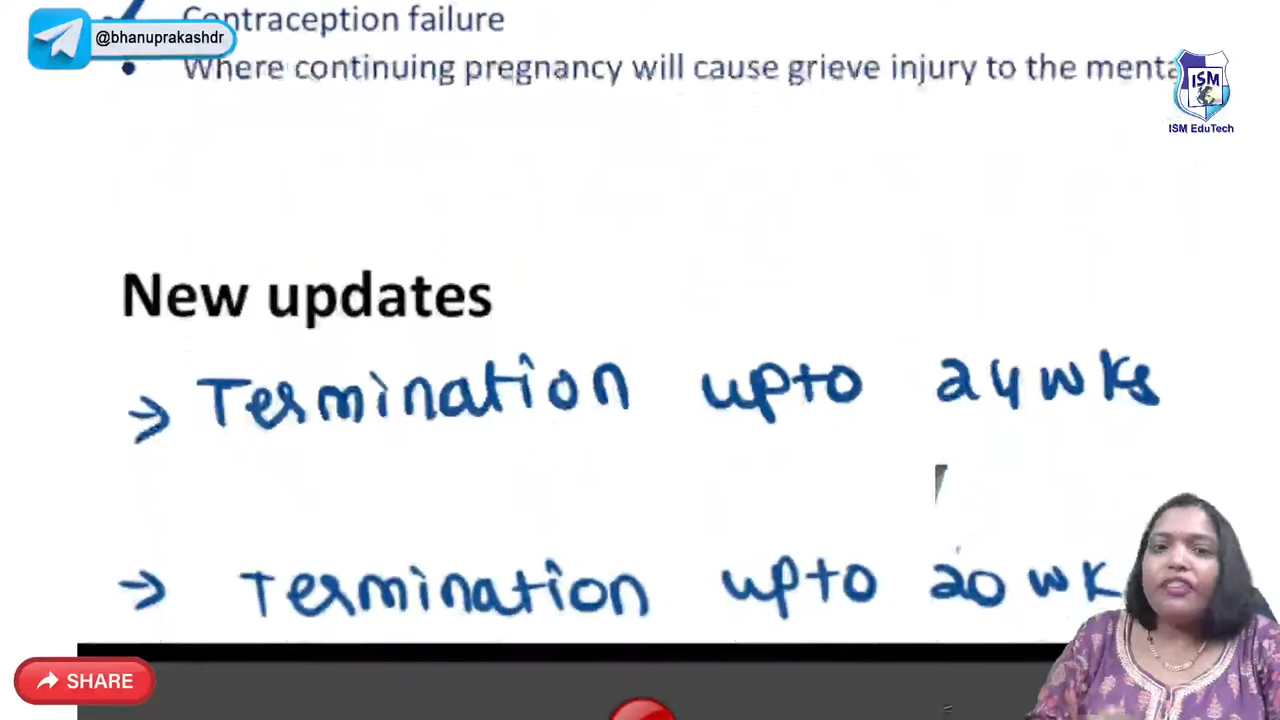 Contraception failure
@bhanuprakashdr
• Where continuing pregnancy will cause grieve injury to the menta
ISM
ISM EduTech
New updates
→ Termination upto 24 wks
→ Termination upto 20 wk
SHARE